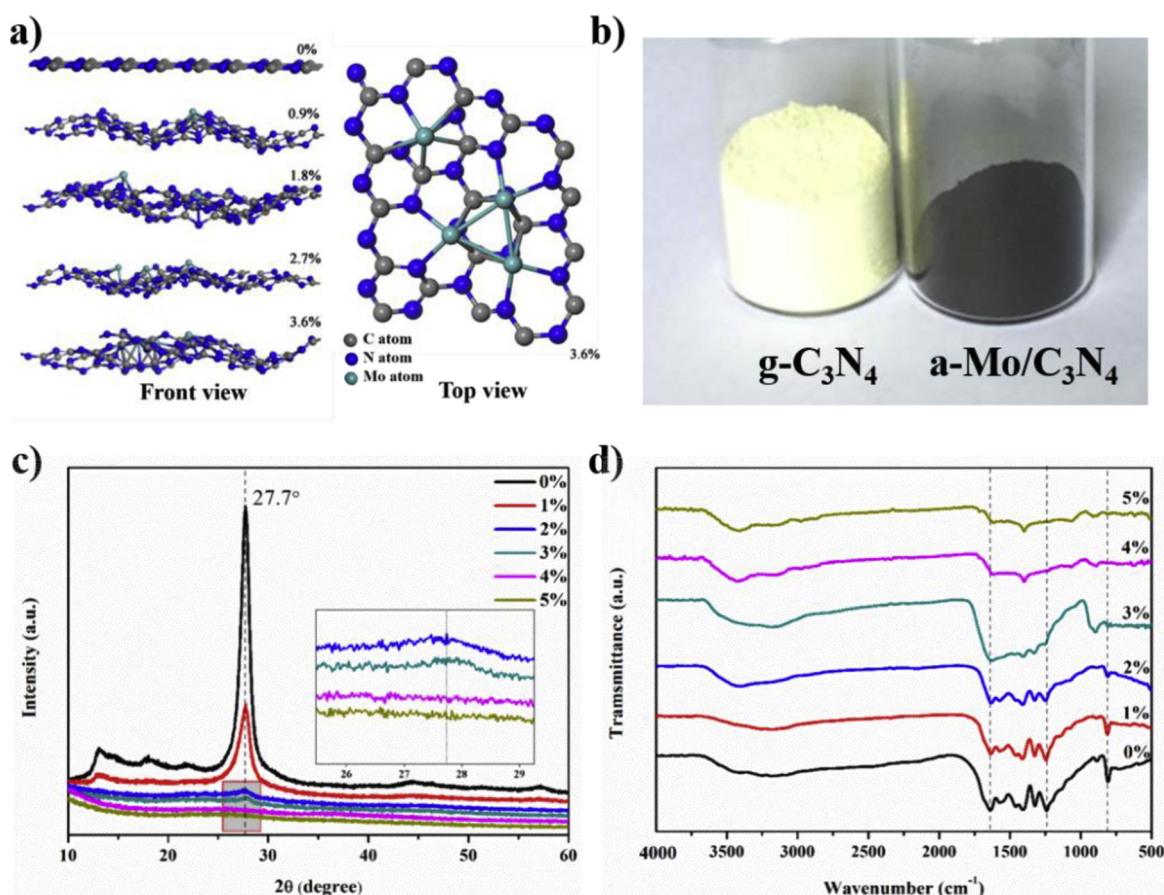 a)
0%
0.9%
1.8%
2.7%
3.6%
Front view
C atom
N atom
Mo atom
3.6%
Top view
b)
g-C₃N₄
a-Mo/C₃N₄
c)
27.7°
0%
1%
2%
3%
4%
5%
26 27 28 29
Intensity (a.u.)
10 20 30 40 50 60
2θ (degree)
d)
5%
4%
3%
2%
1%
0%
Tramsmittance (a.u.)
4000 3500 3000 2500 2000 1500 1000 500
Wavenumber (cm⁻¹)